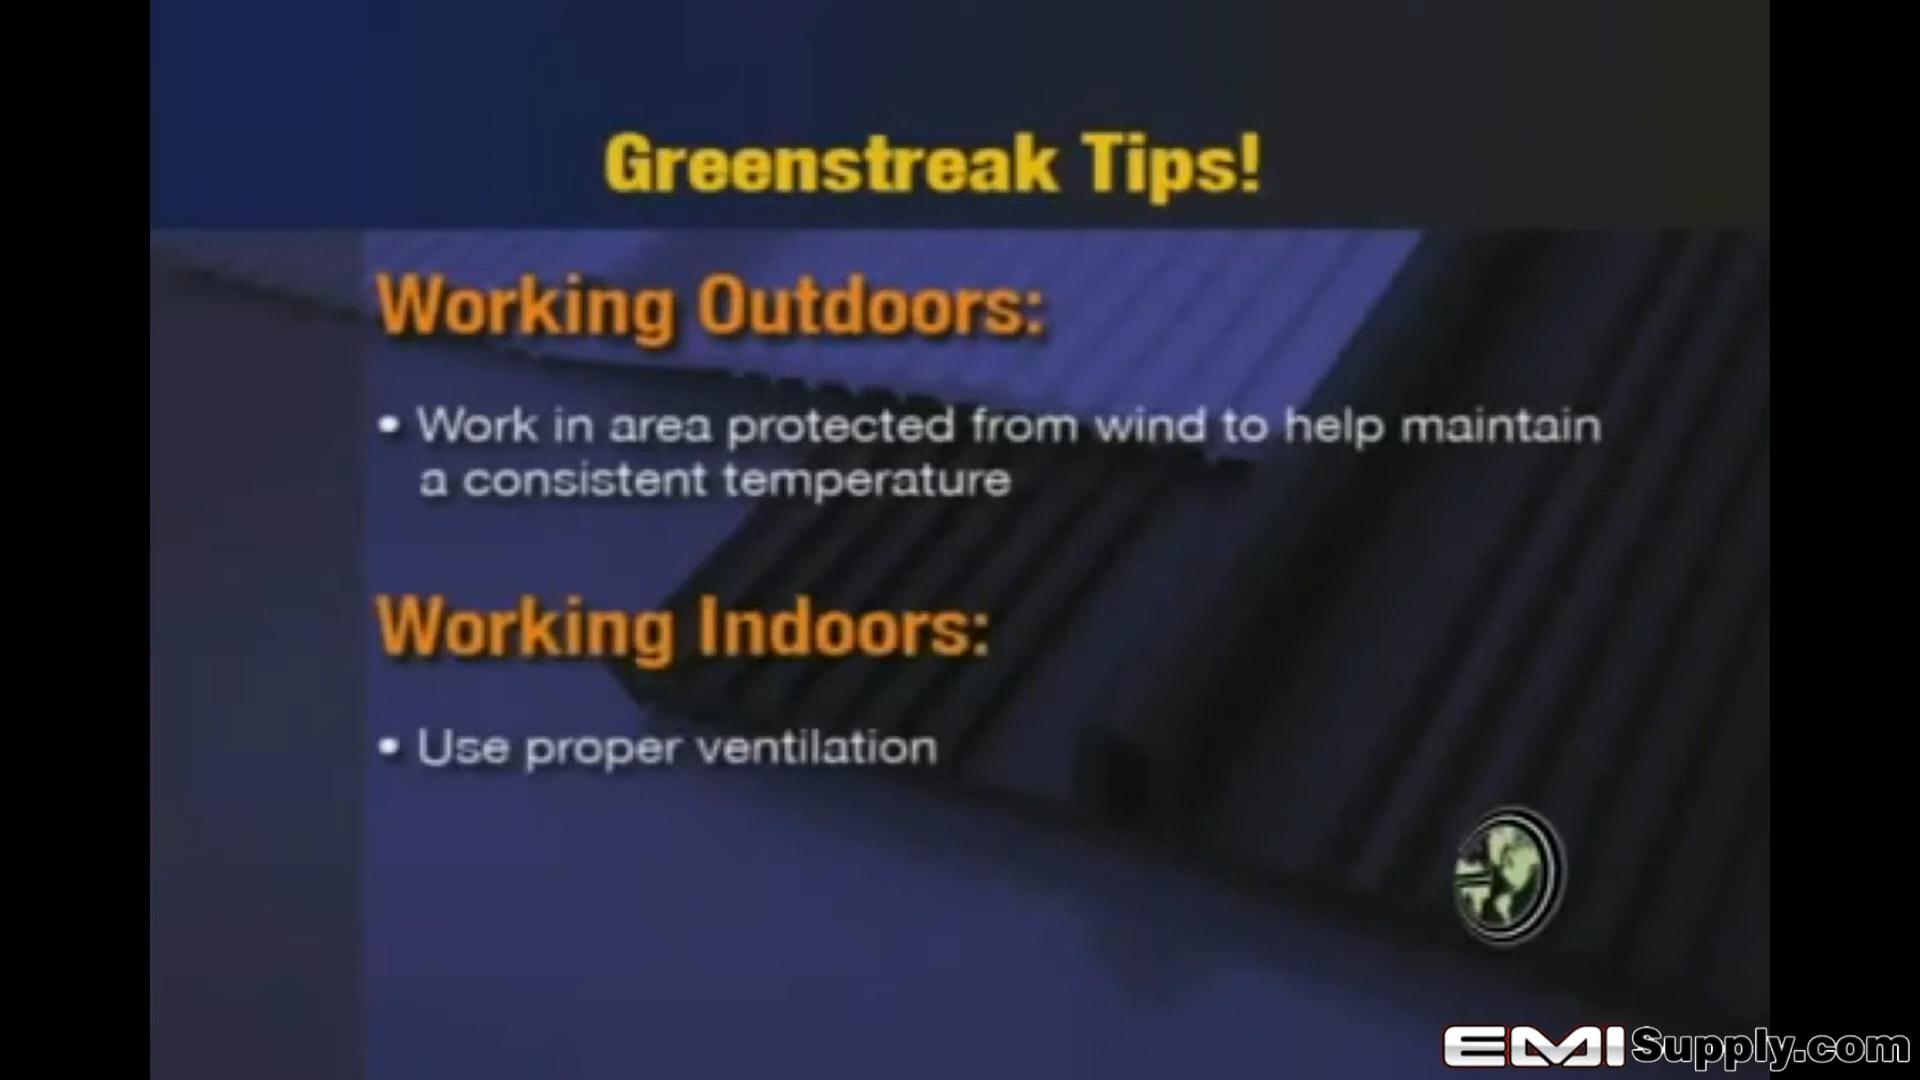 Greenstreak Tips!
Working Outdoors:
• Work in area protected from wind to help maintain
a consistent temperature
Working Indoors:
• Use proper ventilation
EMISupply.com